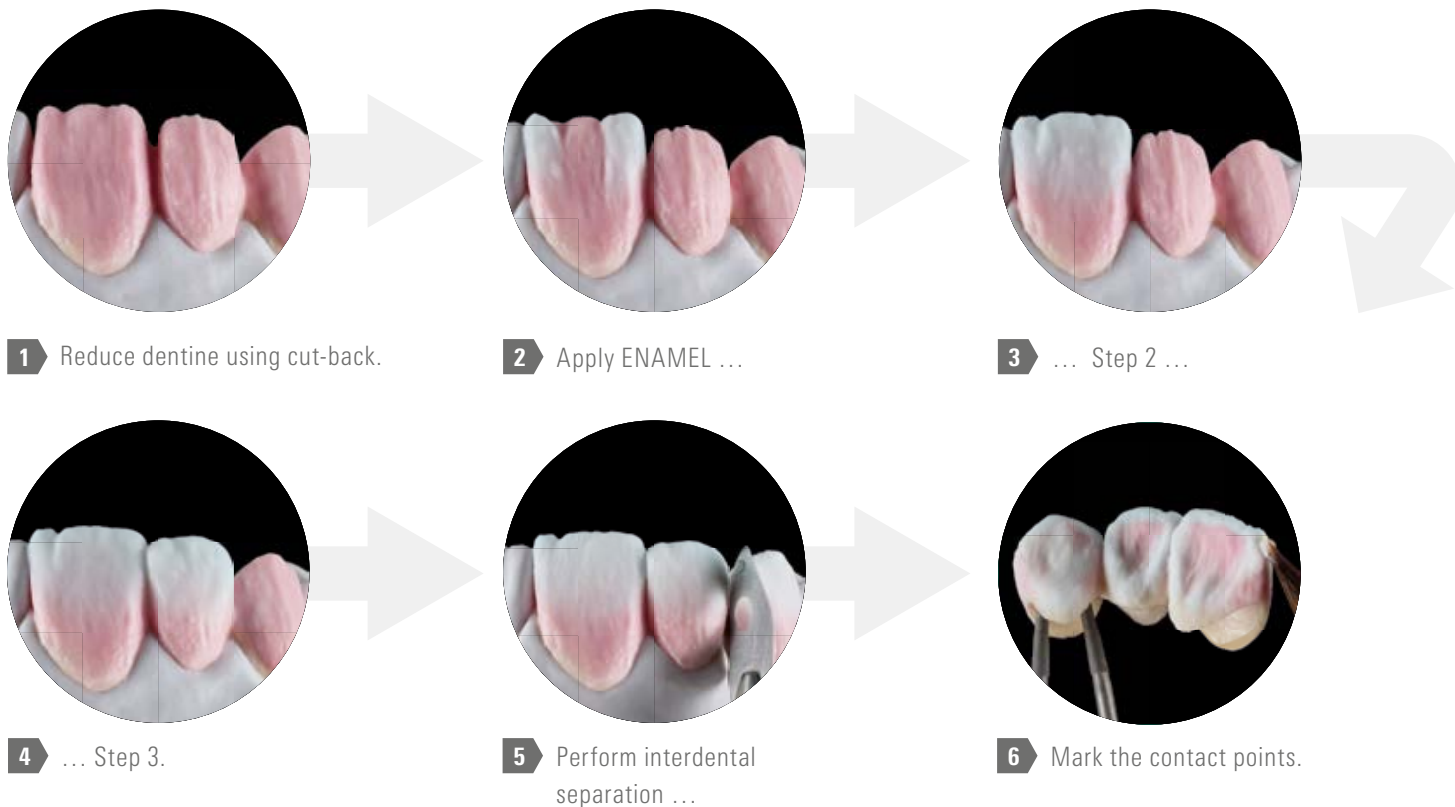 1 Reduce dentine using cut-back.
2 Apply ENAMEL …
3 … Step 2 …
4 … Step 3.
5 Perform interdental
separation …
6 Mark the contact points.